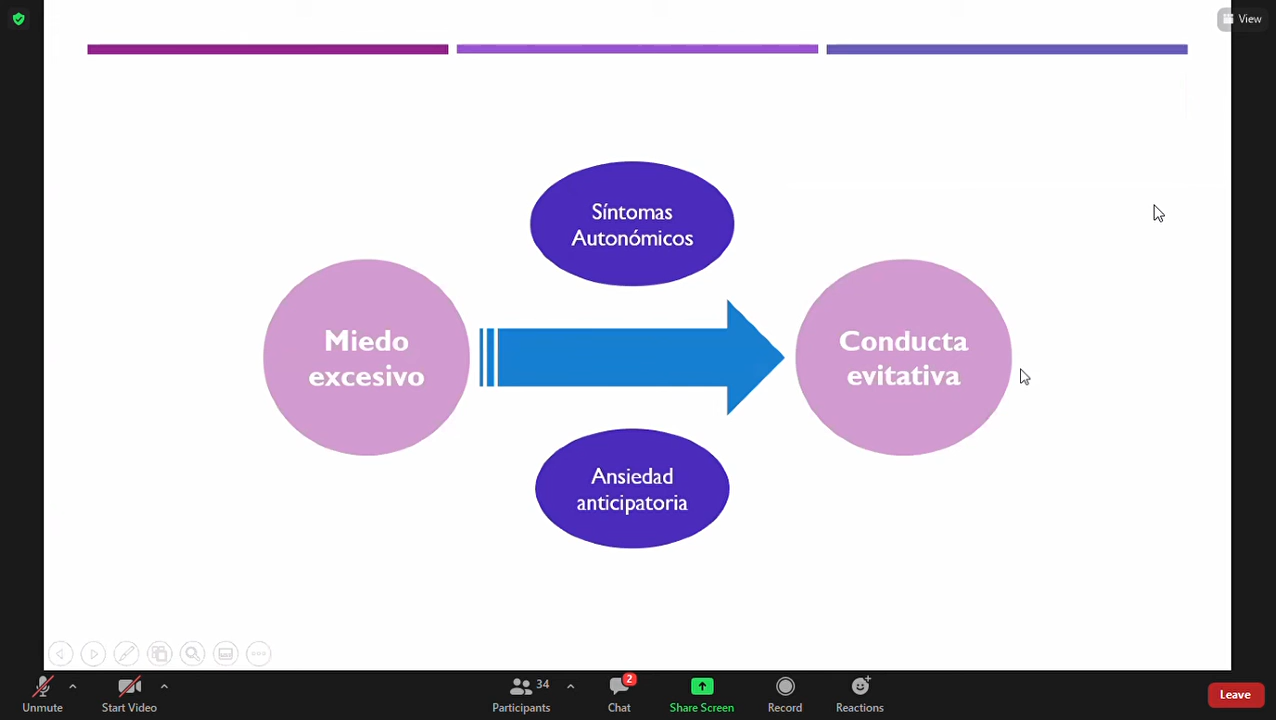 View
Síntomas
Autonómicos
Miedo
excesivo
Conducta
evitativa
Ansiedad
anticipatoria
Unmute
Start Video
34
Participants
2
Chat
Share Screen
Record
Reactions
Leave